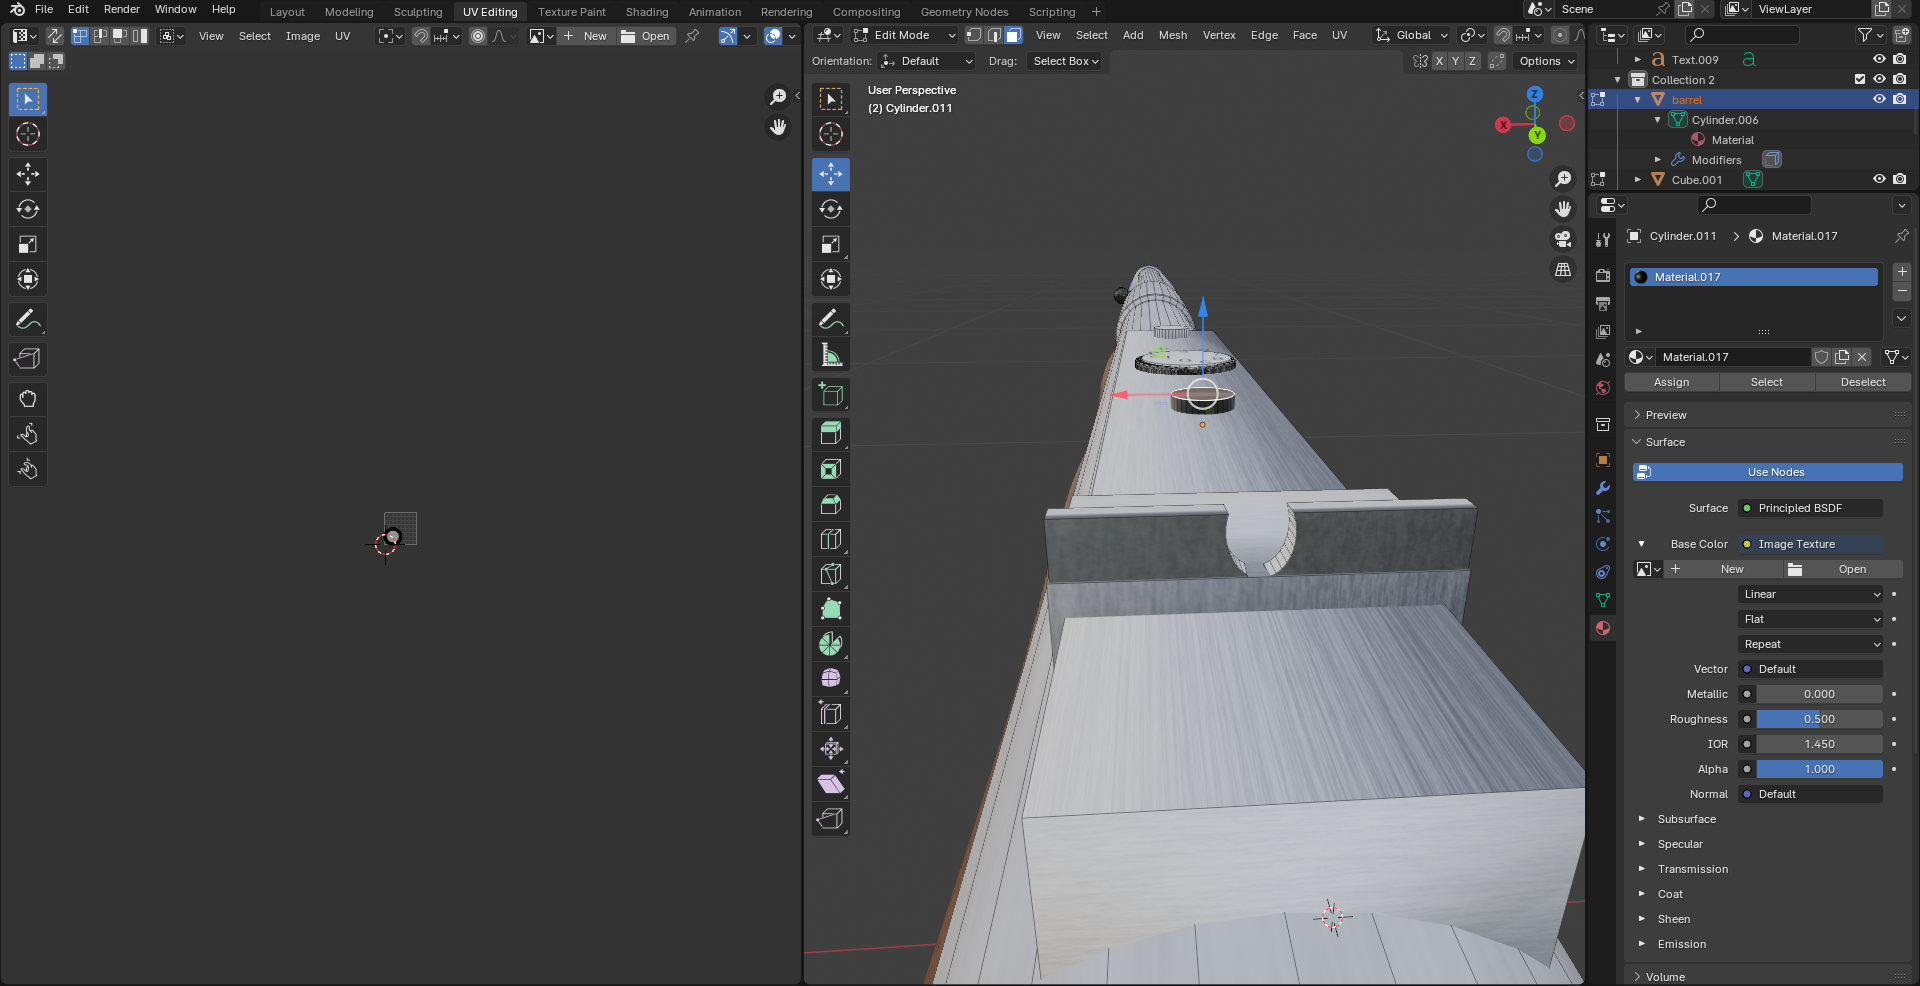 File Edit Render Window Help
Layout Modeling Sculpting UV Editing Texture Paint Shading Animation Rendering Compositing Geometry Nodes Scripting
Scene
ViewLayer
View Select Image UV
New Open
Edit Mode
View Select Add Mesh Vertex Edge Face UV
Global
Orientation: Default Drag: Select Box
X Y Z
Options
User Perspective
(2) Cylinder.011
Z
X
Y
Text.009
Collection 2
barrel
Cylinder.006
Material
Modifiers
Cube.001
Cylinder.011 Material.017
Material.017
Material.017
Assign Select Deselect
Preview
Surface
Use Nodes
Surface Principled BSDF
Base Color Image Texture
New Open
Linear
Flat
Repeat
Vector Default
Metallic 0.000
Roughness 0.500
IOR 1.450
Alpha 1.000
Normal Default
Subsurface
Specular
Transmission
Coat
Sheen
Emission
Volume